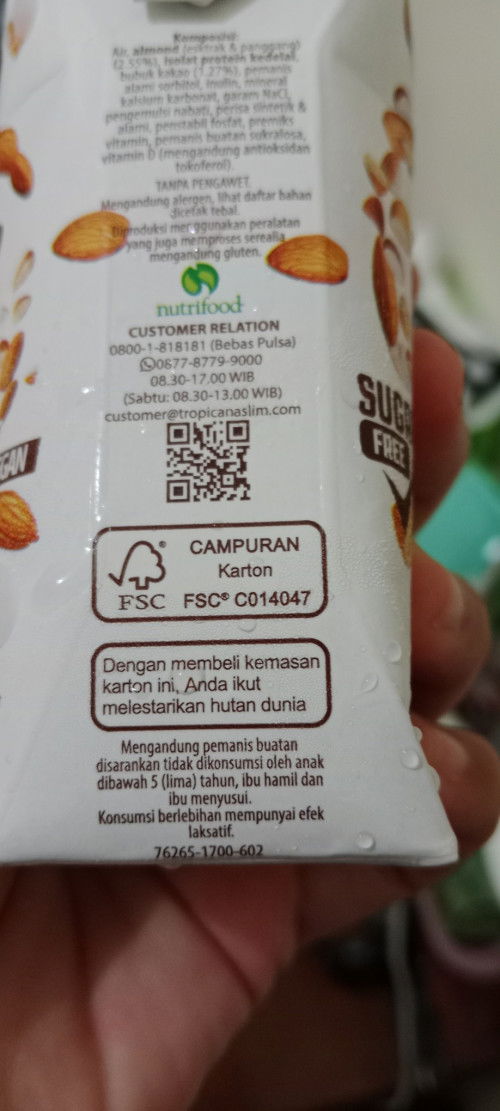 Komposisi:
Air, almond (esktrak & panggang)
(2.55%), isolat protein kedelai,
bubuk kakao (1.27%), pemanis
alami sorbitol, inulin, mineral
kalsium karbonat, garam NaCl,
pengemulsi nabati, perisa sintetik &
alami, penstabil fosfat, premiks
vitamin, pemanis buatan sukralosa,
vitamin D (mengandung antioksidan
tokoferol).
TANPA PENGAWET.
Mengandung alergen, lihat daftar bahan
dicetak tebal.
Diproduksi menggunakan peralatan
yang juga memproses serealia
mengandung gluten.
nutrifood
CUSTOMER RELATION
0800-1-818181 (Bebas Pulsa)
0877-8779-9000
08.30-17.00 WIB
(Sabtu: 08.30-13.00 WIB)
customer@tropicanaslim.com
SUGA
FREE
GAN
CAMPURAN
Karton
FSC® C014047
FSC
Dengan membeli kemasan
karton ini, Anda ikut
melestarikan hutan dunia
Mengandung pemanis buatan
disarankan tidak dikonsumsi oleh anak
dibawah 5 (lima) tahun, ibu hamil dan
ibu menyusui.
Konsumsi berlebihan mempunyai efek
laksatif.
76265-1700-602